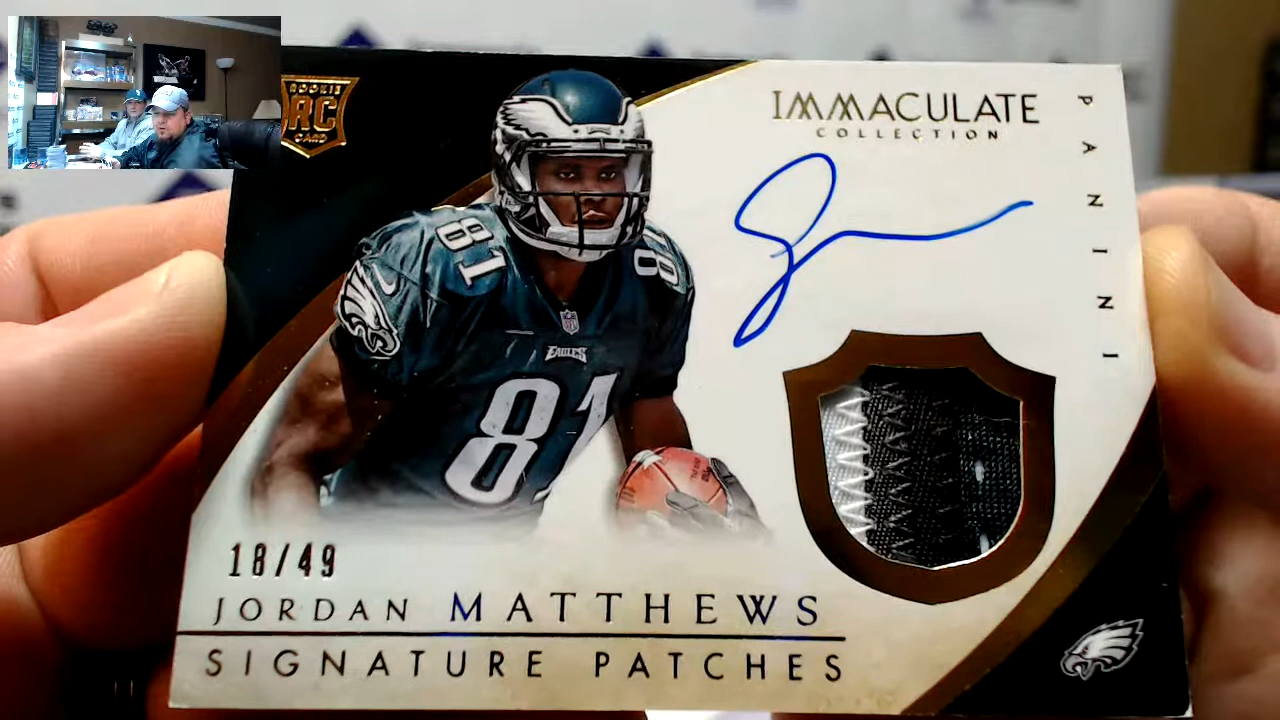 ROOKIE
RC
CARD
IMMACULATE
COLLECTION
PANINI
81
81
EAGLES
81
18/49
JORDAN MATTHEWS
SIGNATURE PATCHES